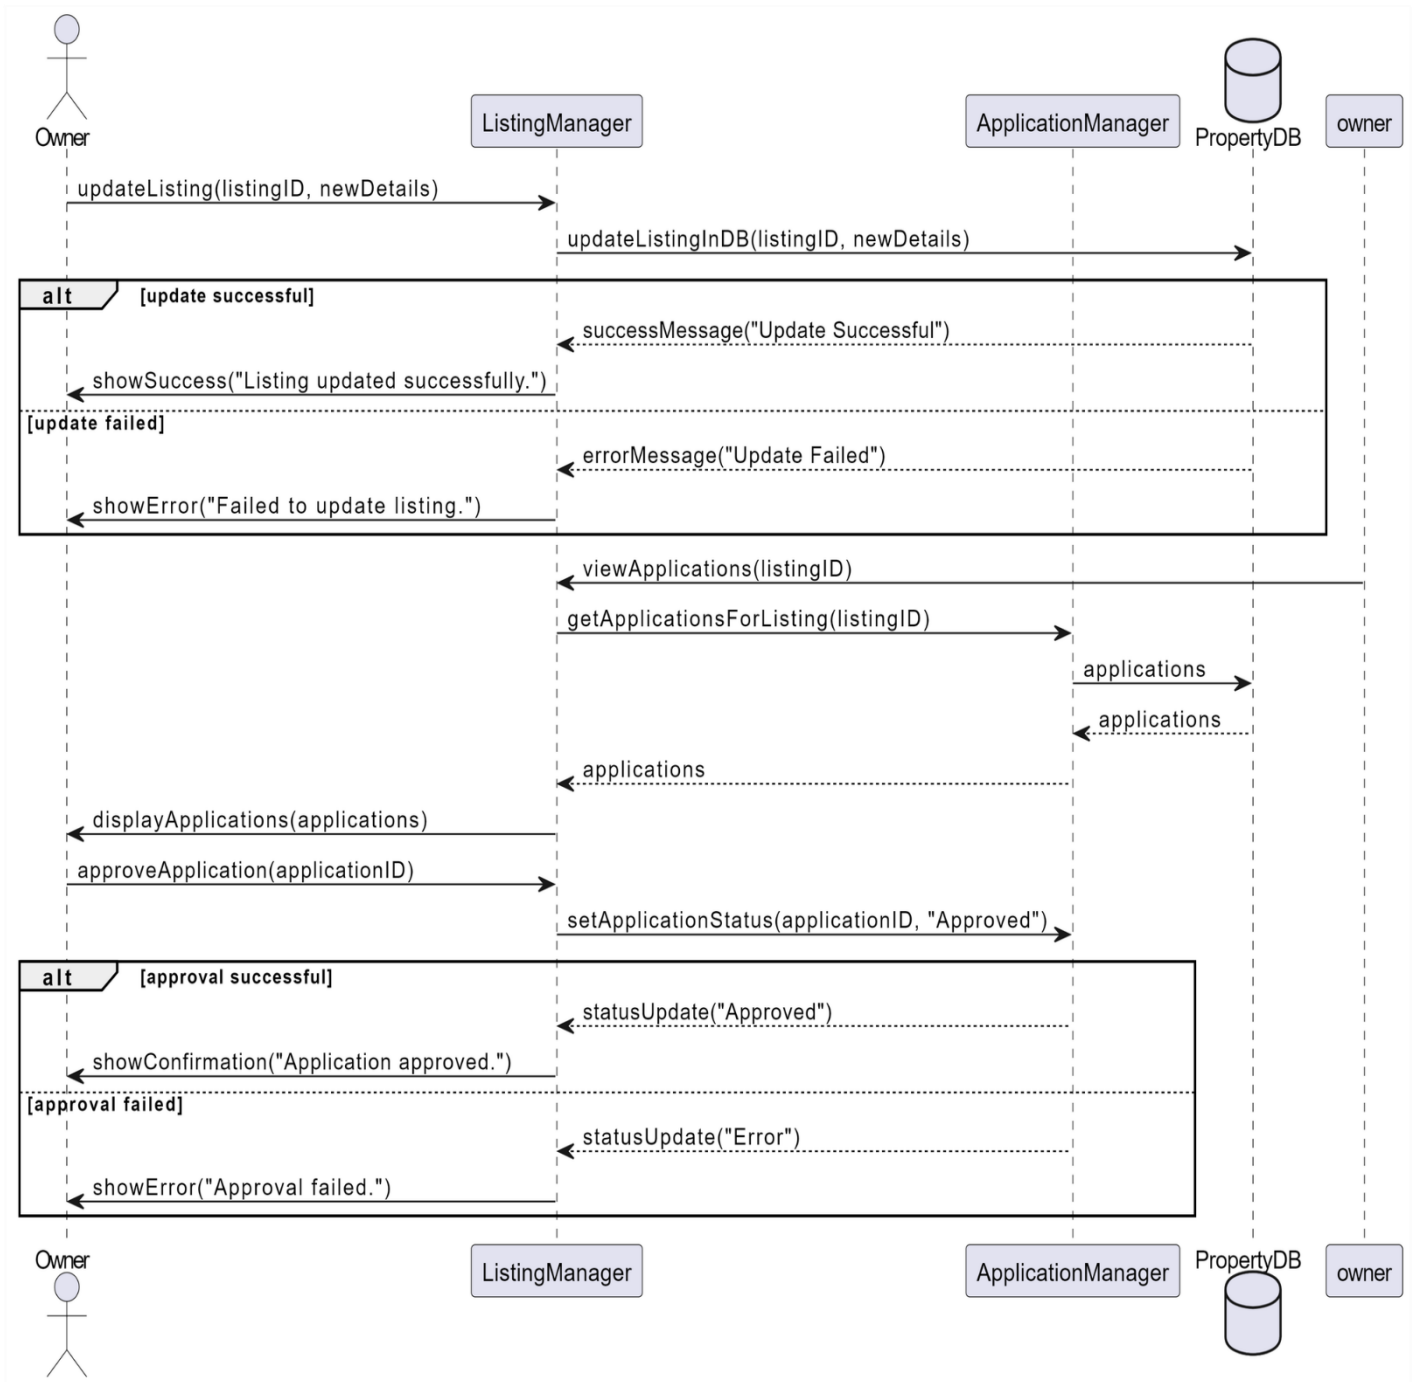 Owner
ListingManager
ApplicationManager
PropertyDB
owner
updateListing(listingID, newDetails)
updateListingInDB(listingID, newDetails)
alt
[update successful]
successMessage("Update Successful")
showSuccess("Listing updated successfully.")
[update failed]
errorMessage("Update Failed")
showError("Failed to update listing.")
viewApplications(listingID)
getApplicationsForListing(listingID)
applications
applications
applications
displayApplications(applications)
approveApplication(applicationID)
setApplicationStatus(applicationID, "Approved")
alt
[approval successful]
statusUpdate("Approved")
showConfirmation("Application approved.")
[approval failed]
statusUpdate("Error")
showError("Approval failed.")
Owner
ListingManager
ApplicationManager
PropertyDB
owner